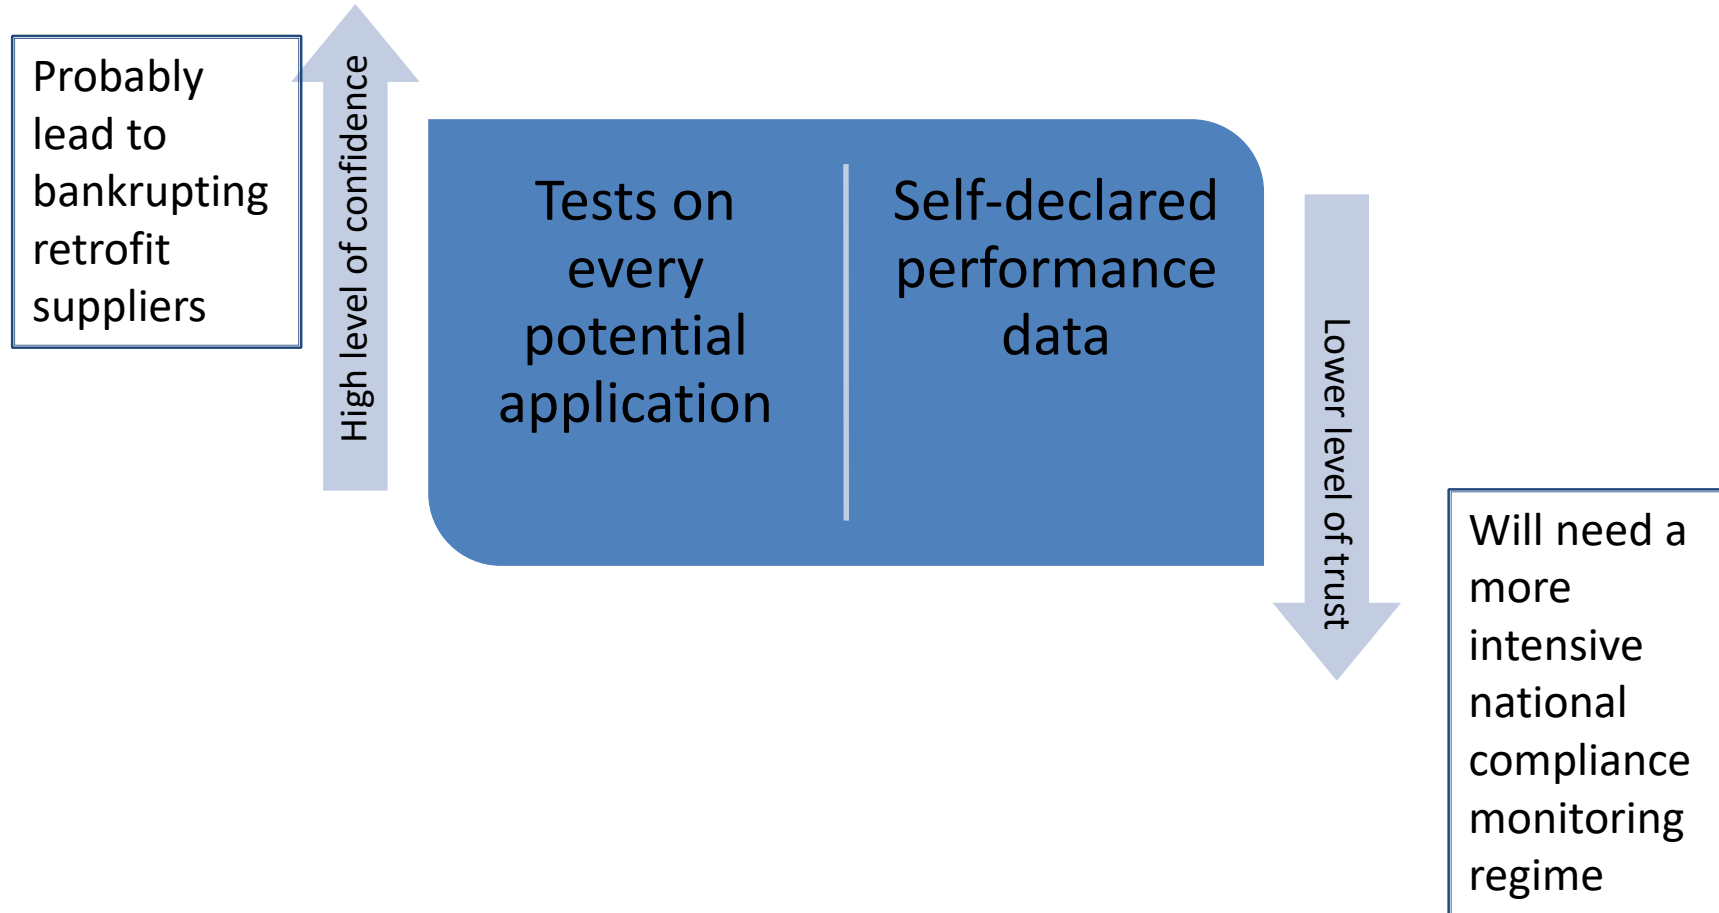 Probably
lead to
bankrupting
retrofit
suppliers
High level of confidence
Tests on
every
potential
application
Self-declared
performance
data
Lower level of trust
Will need a
more
intensive
national
compliance
monitoring
regime